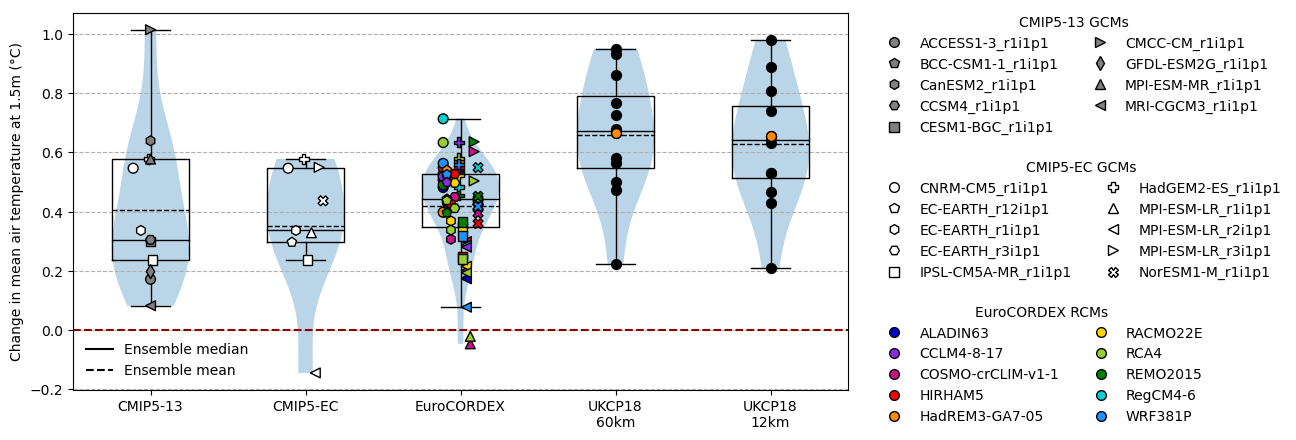 Change in mean air temperature at 1.5m (°C)
1.0
0.8
0.6
0.4
0.2
0.0
−0.2
Ensemble median
Ensemble mean
CMIP5-13
CMIP5-EC
EuroCORDEX
UKCP18
60km
UKCP18
12km
CMIP5-13 GCMs
ACCESS1-3_r1i1p1
BCC-CSM1-1_r1i1p1
CanESM2_r1i1p1
CCSM4_r1i1p1
CESM1-BGC_r1i1p1
CMCC-CM_r1i1p1
GFDL-ESM2G_r1i1p1
MPI-ESM-MR_r1i1p1
MRI-CGCM3_r1i1p1
CMIP5-EC GCMs
CNRM-CM5_r1i1p1
EC-EARTH_r12i1p1
EC-EARTH_r1i1p1
EC-EARTH_r3i1p1
IPSL-CM5A-MR_r1i1p1
HadGEM2-ES_r1i1p1
MPI-ESM-LR_r1i1p1
MPI-ESM-LR_r2i1p1
MPI-ESM-LR_r3i1p1
NorESM1-M_r1i1p1
EuroCORDEX RCMs
ALADIN63
CCLM4-8-17
COSMO-crCLIM-v1-1
HIRHAM5
HadREM3-GA7-05
RACMO22E
RCA4
REMO2015
RegCM4-6
WRF381P